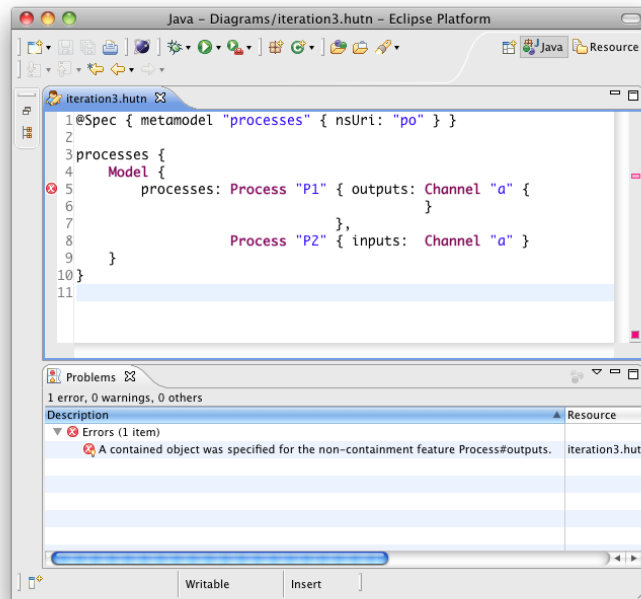 Java – Diagrams/iteration3.hutn – Eclipse Platform
Java Resource
iteration3.hutn
1 @Spec { metamodel "processes" { nsUri: "po" } }
2
3 processes {
4 Model {
5 processes: Process "P1" { outputs: Channel "a" {
6 }
7 },
8 Process "P2" { inputs: Channel "a" }
9 }
10 }
11
Problems
1 error, 0 warnings, 0 others
Description Resource
Errors (1 item)
A contained object was specified for the non-containment feature Process#outputs. iteration3.hut
Writable Insert